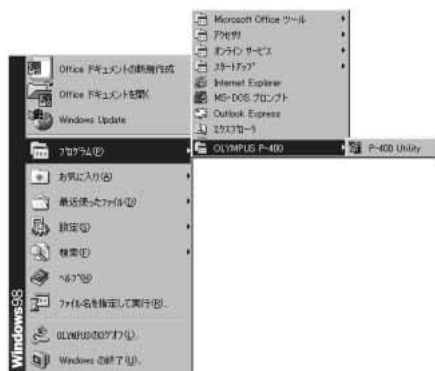 Office ドキュメントの新規作成
Office ドキュメントを開く
Windows Update
プログラム(P)
お気に入り(A)
最近使ったファイル(D)
設定(S)
検索(F)
ヘルプ(H)
ファイル名を指定して実行(R)...
OLYMPUSのログオフ(L)...
Windows の終了(U)...
Windows98
Microsoft Office ツール
アクセサリ
オンライン サービス
スタートアップ
Internet Explorer
MS-DOS プロンプト
Outlook Express
エクスプローラ
OLYMPUS P-400
P-400 Utility